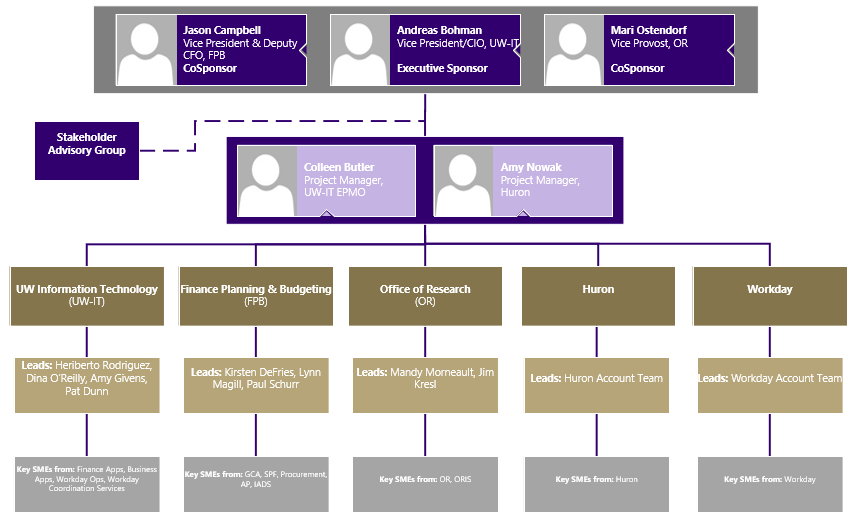 Jason Campbell
Vice President & Deputy
CFO, FPB
CoSponsor
Andreas Bohman
Vice President/CIO, UW-IT
Executive Sponsor
Mari Ostendorf
Vice Provost, OR
CoSponsor
Stakeholder
Advisory Group
Colleen Butler
Project Manager,
UW-IT EPMO
Amy Nowak
Project Manager,
Huron
UW Information Technology
(UW-IT)
Finance Planning & Budgeting
(FPB)
Office of Research
(OR)
Huron
Workday
Leads: Heriberto Rodriguez,
Dina O'Reilly, Amy Givens,
Pat Dunn
Leads: Kirsten DeFries, Lynn
Magill, Paul Schurr
Leads: Mandy Morneault, Jim
Kresl
Leads: Huron Account Team
Leads: Workday Account Team
Key SMEs from: Finance Apps, Business
Apps, Workday Ops, Workday
Coordination Services
Key SMEs from: GCA, SPF, Procurement,
AP, IADS
Key SMEs from: OR, ORIS
Key SMEs from: Huron
Key SMEs from: Workday